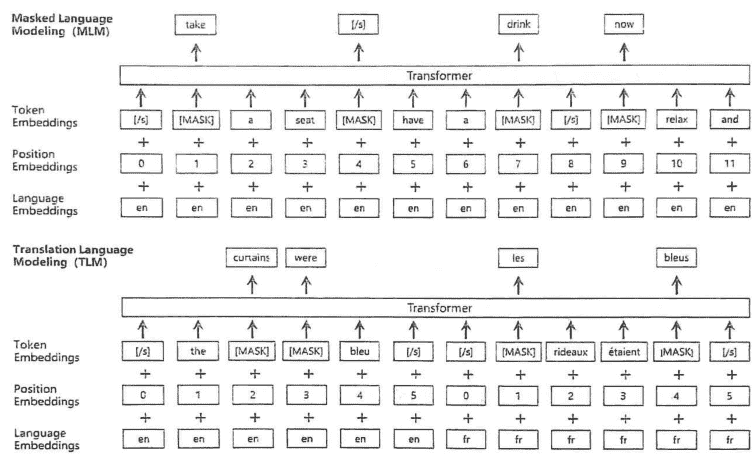 Masked Language
Modeling (MLM)
take [/s] drink now
Transformer
Token
Embeddings
[/s] [MASK] a seat [MASK] have a [MASK] [/s] [MASK] relax and
+ + + + + + + + + + + +
Position
Embeddings
0 1 2 3 4 5 6 7 8 9 10 11
+ + + + + + + + + + + +
Language
Embeddings
en en en en en en en en en en en en
Translation Language
Modeling (TLM)
curtains were les bleus
Transformer
Token
Embeddings
[/s] the [MASK] [MASK] bleu [/s] [/s] [MASK] rideaux étaient [MASK] [/s]
+ + + + + + + + + + + +
Position
Embeddings
0 1 2 3 4 5 0 1 2 3 4 5
+ + + + + + + + + + + +
Language
Embeddings
en en en en en en fr fr fr fr fr fr